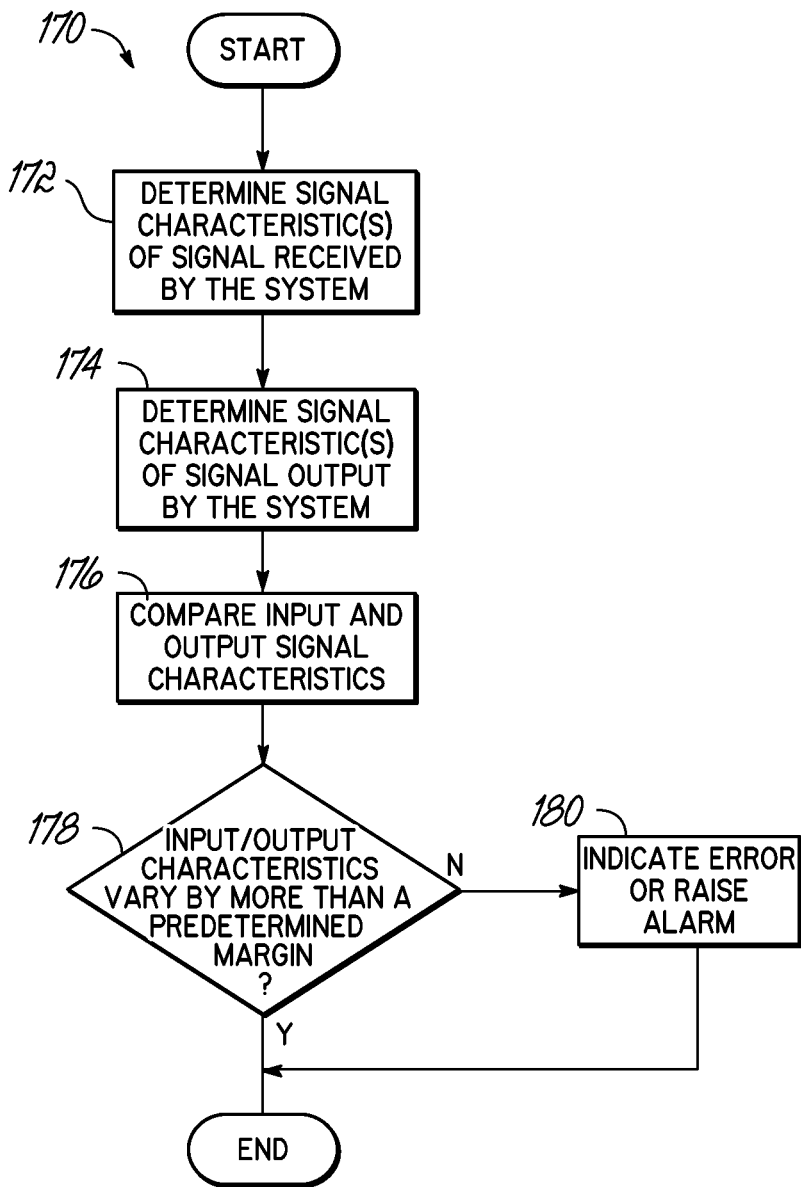 170
START
172
DETERMINE SIGNAL
CHARACTERISTIC(S)
OF SIGNAL RECEIVED
BY THE SYSTEM
174
DETERMINE SIGNAL
CHARACTERISTIC(S)
OF SIGNAL OUTPUT
BY THE SYSTEM
176
COMPARE INPUT AND
OUTPUT SIGNAL
CHARACTERISTICS
178
INPUT/OUTPUT
CHARACTERISTICS
VARY BY MORE THAN A
PREDETERMINED
MARGIN
?
N
Y
180
INDICATE ERROR
OR RAISE
ALARM
END